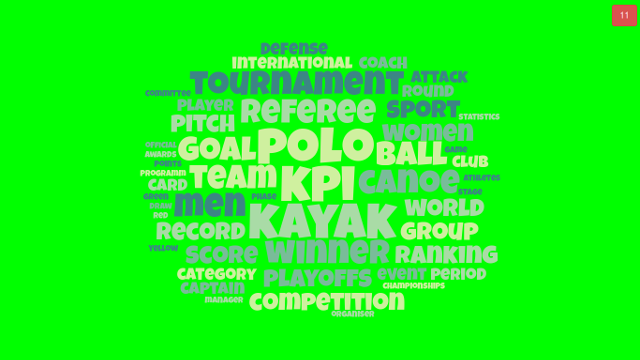 11
DEFENSE
INTERNATIONAL COACH
TOURNAMENT ATTACK
COMMITTEE ROUND
PLAYER REFEREE SPORT
PITCH STATISTICS
WOMEN
OFFICIAL GOAL POLO BALL GAME
AWARDS CLUB
POINTS
PROGRAMM TEAM KPI CANOE ATHLETES
CARD STAGE
GREEN MEN PHASE
WORLD
RED KAYAK
RECORD GROUP
YELLOW SCORE WINNER RANKING
CATEGORY PLAYOFFS EVENT PERIOD
CAPTAIN CHAMPIONSHIPS
MANAGER COMPETITION
ORGANISER